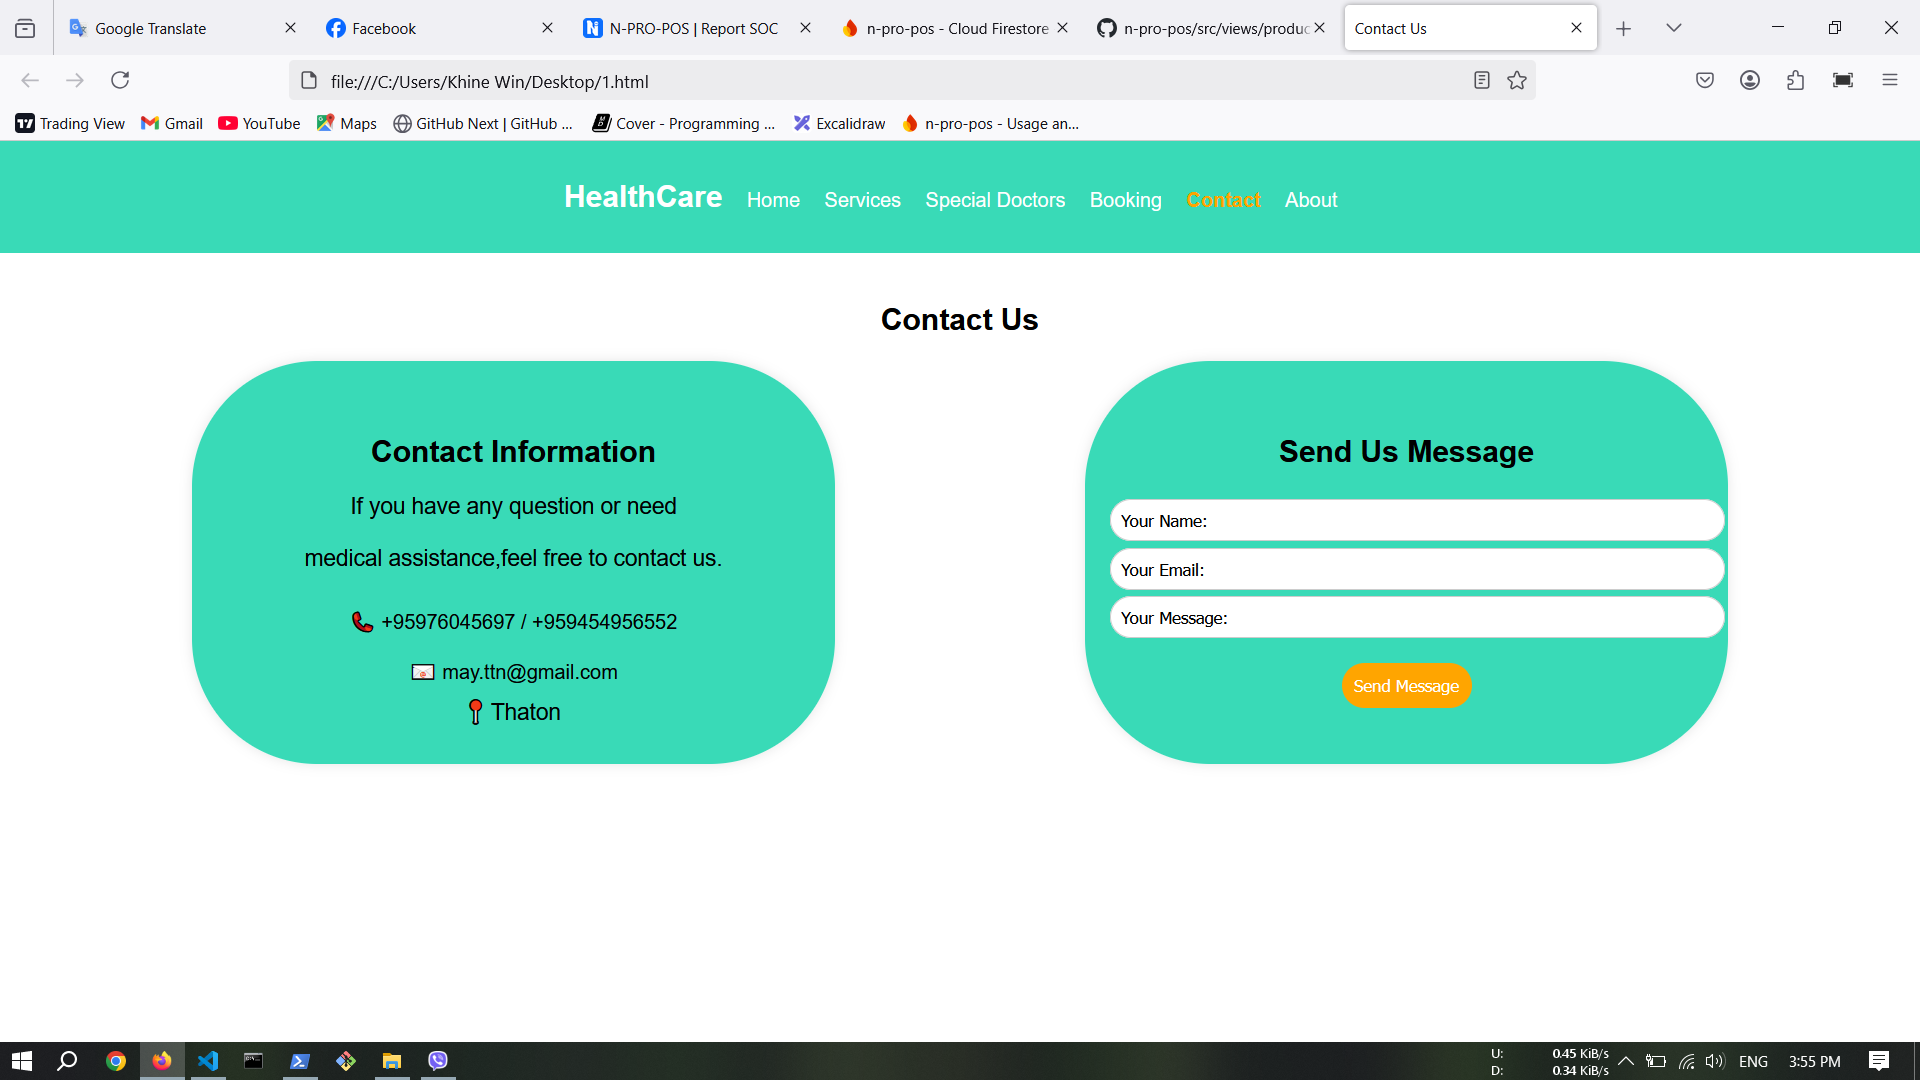 Google Translate
Facebook
N-PRO-POS | Report SOC
n-pro-pos - Cloud Firestore
n-pro-pos/src/views/produc
Contact Us
file:///C:/Users/Khine Win/Desktop/1.html
Trading View
Gmail
YouTube
Maps
GitHub Next | GitHub ...
Cover - Programming ...
Excalidraw
n-pro-pos - Usage an...
HealthCare
Home
Services
Special Doctors
Booking
Contact
About
Contact Us
Contact Information
If you have any question or need
medical assistance,feel free to contact us.
+95976045697 / +959454956552
may.ttn@gmail.com
Thaton
Send Us Message
Your Name:
Your Email:
Your Message:
Send Message
U: 0.45 KiB/s
D: 0.34 KiB/s
ENG
3:55 PM